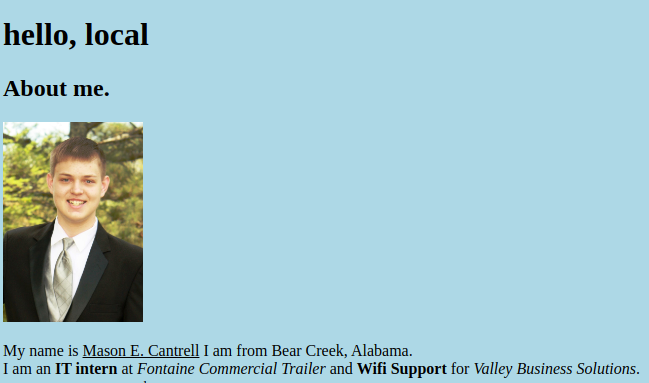 hello, local
About me.
My name is Mason E. Cantrell I am from Bear Creek, Alabama.
I am an IT intern at Fontaine Commercial Trailer and Wifi Support for Valley Business Solutions.